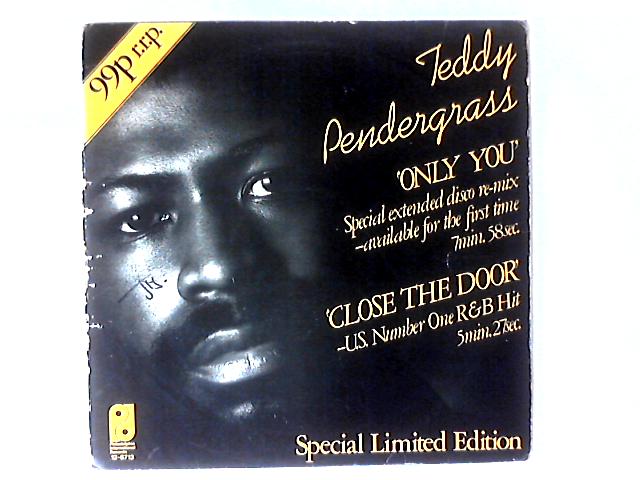 99p r.r.p.
Teddy
Pendergrass
'ONLY YOU'
Special extended disco re-mix
–available for the first time
7min. 58sec.
'CLOSE THE DOOR'
–U.S. Number One R&B Hit
5min. 27sec.
Special Limited Edition